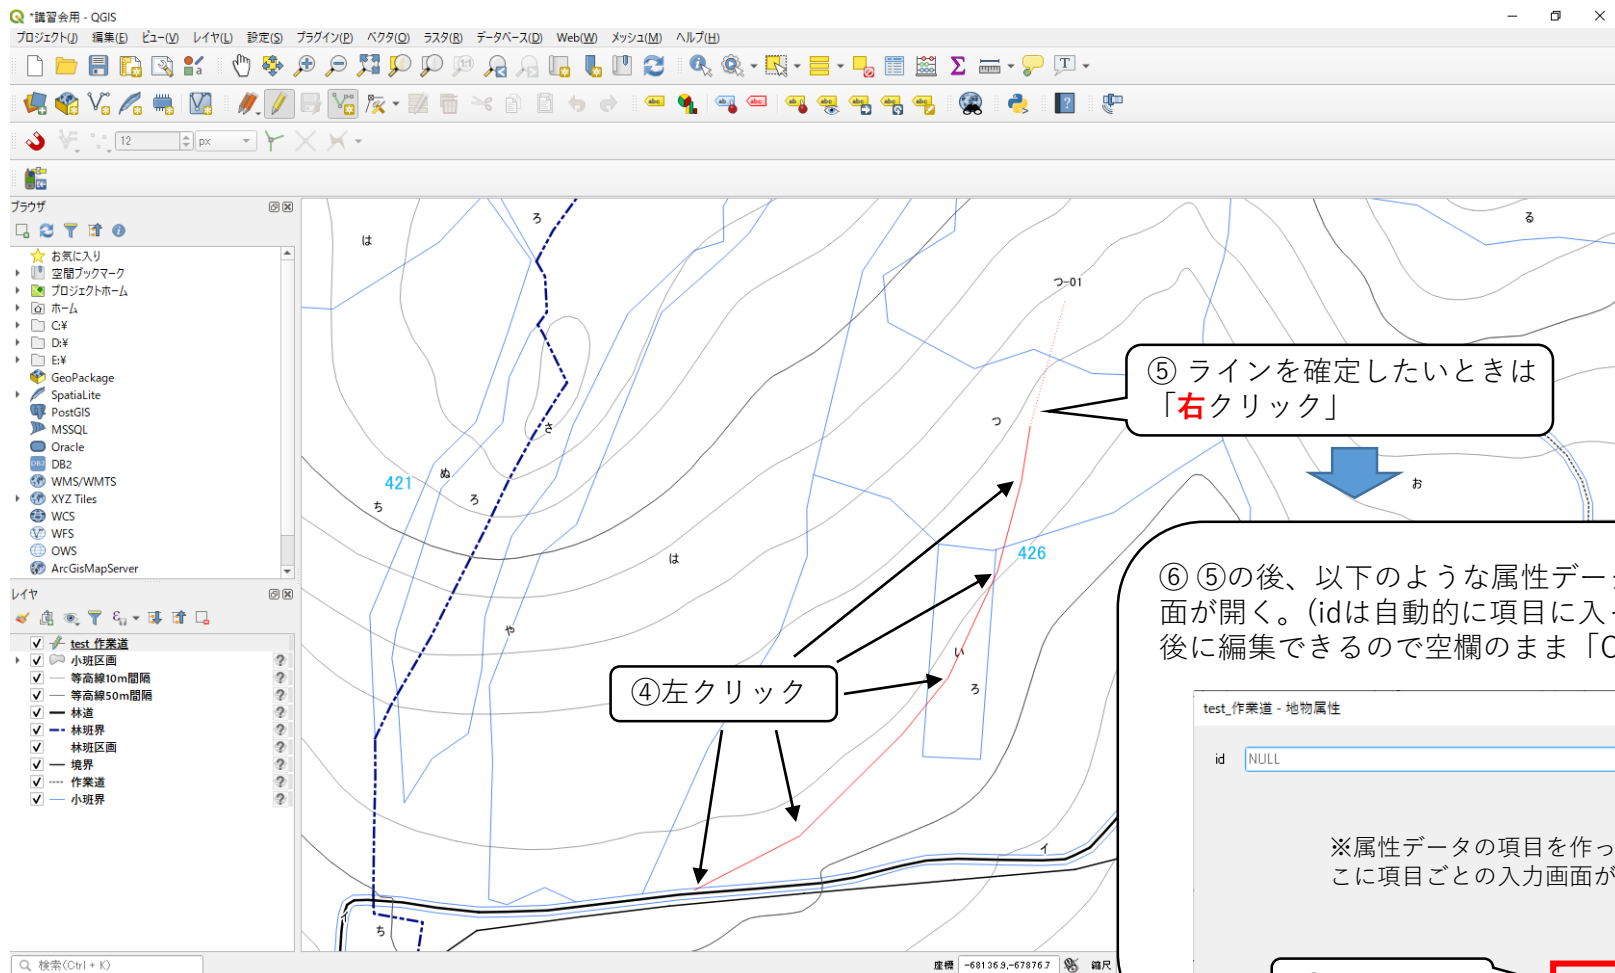 *講習会用 - QGIS
プロジェクト(J) 編集(E) ビュー(V) レイヤ(L) 設定(S) プラグイン(P) ベクタ(O) ラスタ(R) データベース(D) Web(W) メッシュ(M) ヘルプ(H)
12 px
ブラウザ
お気に入り
空間ブックマーク
プロジェクトホーム
ホーム
C:¥
D:¥
E:¥
GeoPackage
SpatiaLite
PostGIS
MSSQL
Oracle
DB2
WMS/WMTS
XYZ Tiles
WCS
WFS
OWS
ArcGisMapServer
レイヤ
test_作業道
小班区画
等高線10m間隔
等高線50m間隔
林道
林班界
林班区画
境界
作業道
小班界
検索(Ctrl + K)
は
ろ
る
つ-01
つ
さ
421
ぬ
ろ
ち
は
お
426
や
い
ろ
イ
イ
ち
⑤ ラインを確定したいときは
「右クリック」
④左クリック
⑥ ⑤の後、以下のような属性デー
面が開く。(idは自動的に項目に入
後に編集できるので空欄のまま「O
test_作業道 - 地物属性
id NULL
※属性データの項目を作っ
こに項目ごとの入力画面が
座標 -68136.9,-67876.7 縮尺